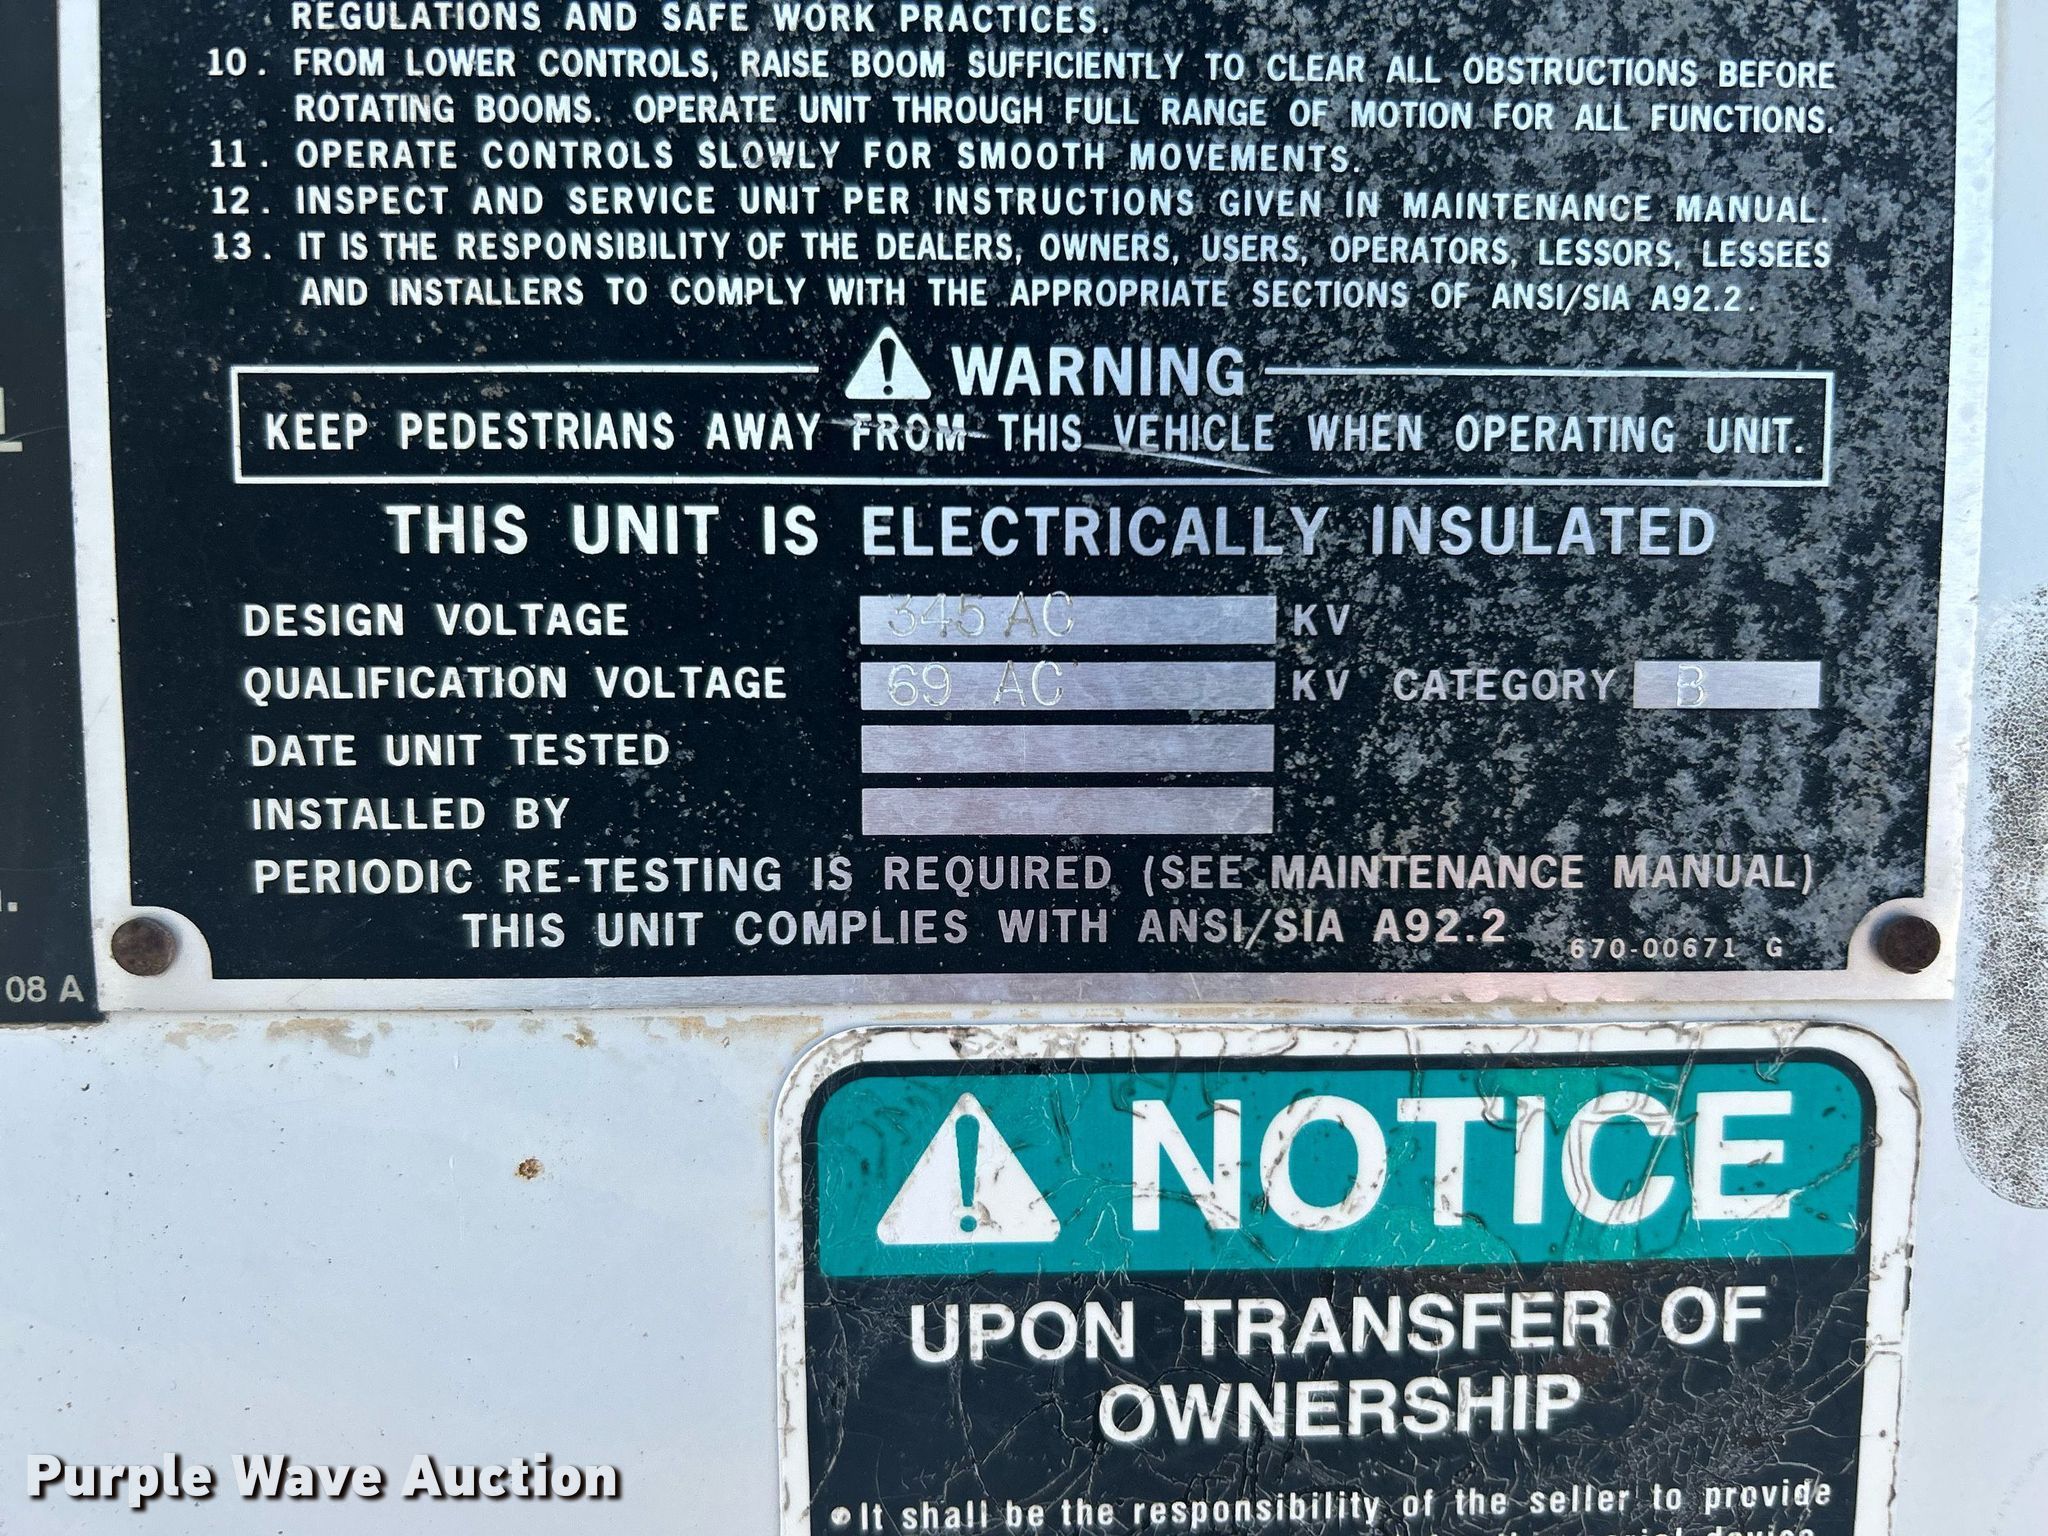 REGULATIONS AND SAFE WORK PRACTICES.
10. FROM LOWER CONTROLS, RAISE BOOM SUFFICIENTLY TO CLEAR ALL OBSTRUCTIONS BEFORE
ROTATING BOOMS. OPERATE UNIT THROUGH FULL RANGE OF MOTION FOR ALL FUNCTIONS.
11. OPERATE CONTROLS SLOWLY FOR SMOOTH MOVEMENTS.
12. INSPECT AND SERVICE UNIT PER INSTRUCTIONS GIVEN IN MAINTENANCE MANUAL.
13. IT IS THE RESPONSIBILITY OF THE DEALERS, OWNERS, USERS, OPERATORS, LESSORS, LESSEES
AND INSTALLERS TO COMPLY WITH THE APPROPRIATE SECTIONS OF ANSI/SIA A92.2.
WARNING
KEEP PEDESTRIANS AWAY FROM THIS VEHICLE WHEN OPERATING UNIT.
THIS UNIT IS ELECTRICALLY INSULATED
DESIGN VOLTAGE 345 AC KV
QUALIFICATION VOLTAGE 69 AC KV CATEGORY B
DATE UNIT TESTED
INSTALLED BY
PERIODIC RE-TESTING IS REQUIRED (SEE MAINTENANCE MANUAL)
THIS UNIT COMPLIES WITH ANSI/SIA A92.2
670-00671 G
08 A
NOTICE
UPON TRANSFER OF
OWNERSHIP
It shall be the responsibility of the seller to provide
Purple Wave Auction